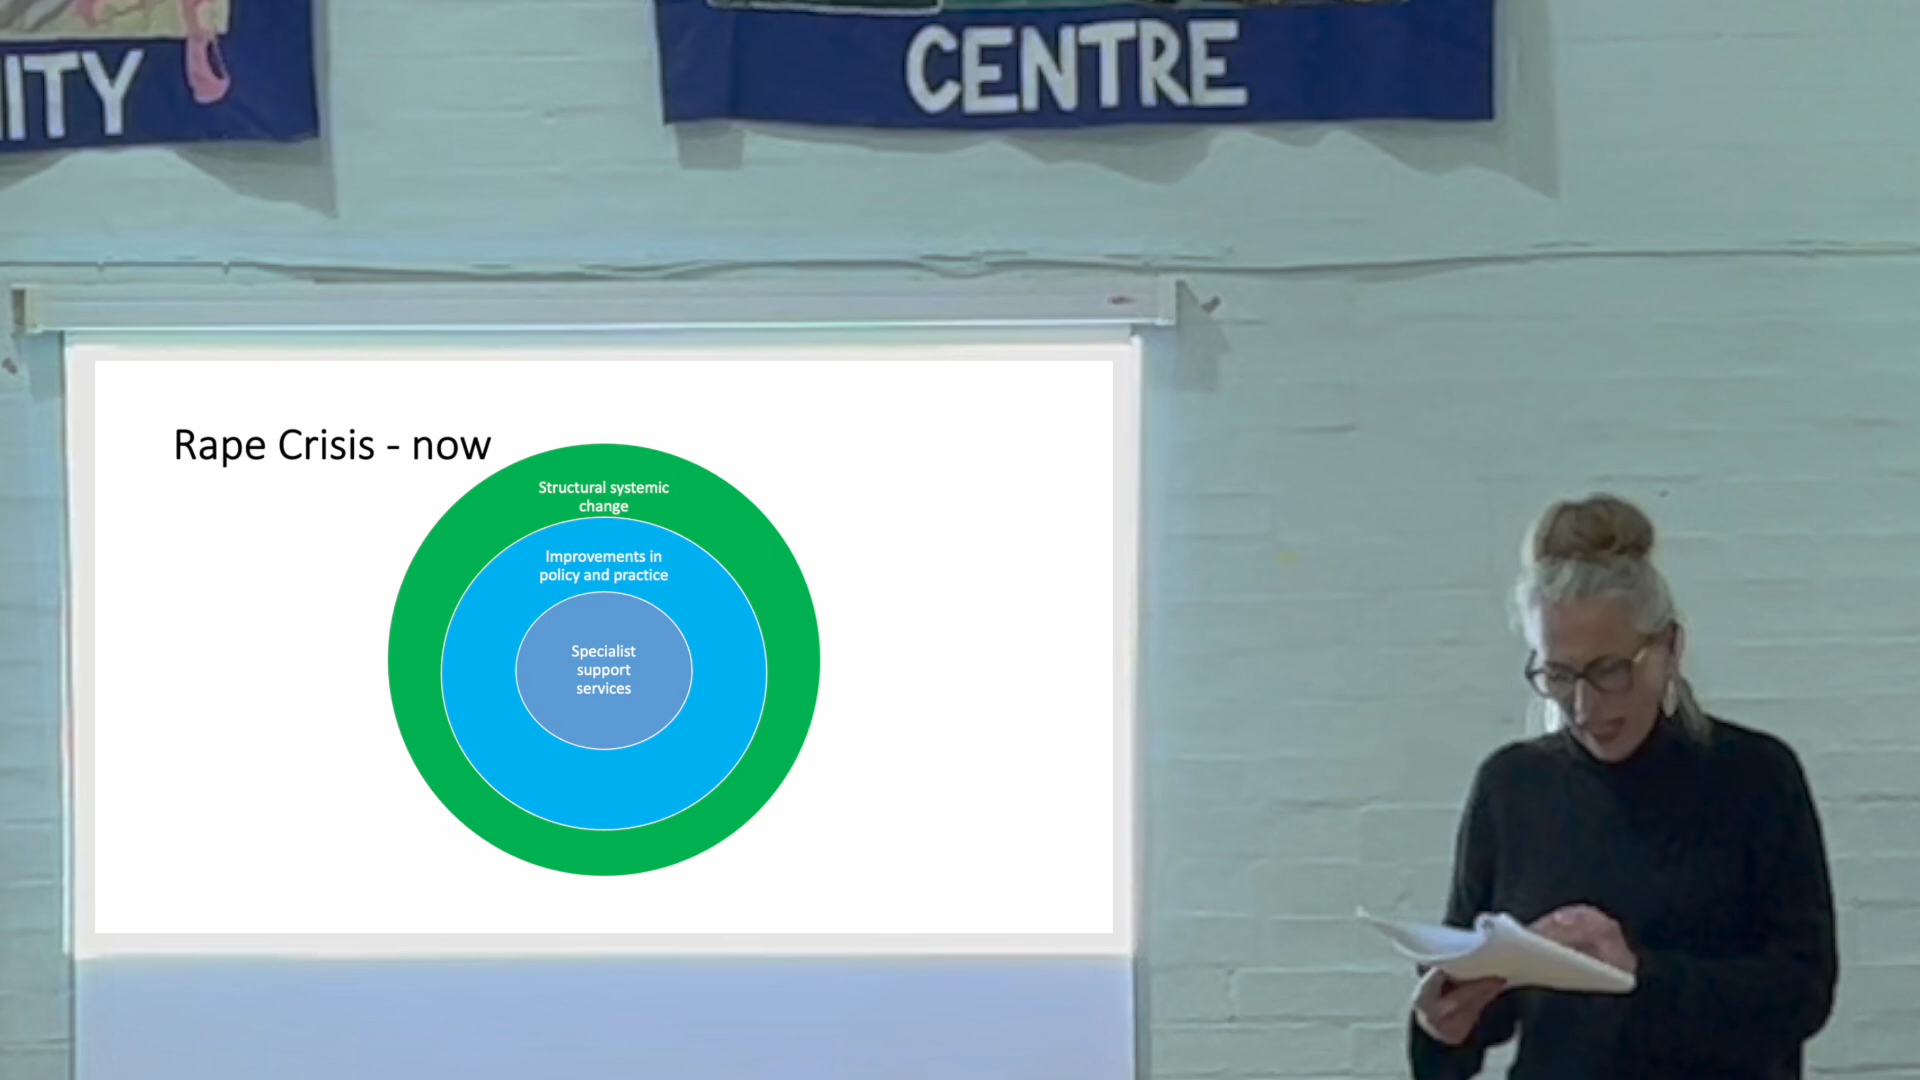 ITY
CENTRE
Rape Crisis - now
Structural systemic
change
Improvements in
policy and practice
Specialist
support
services